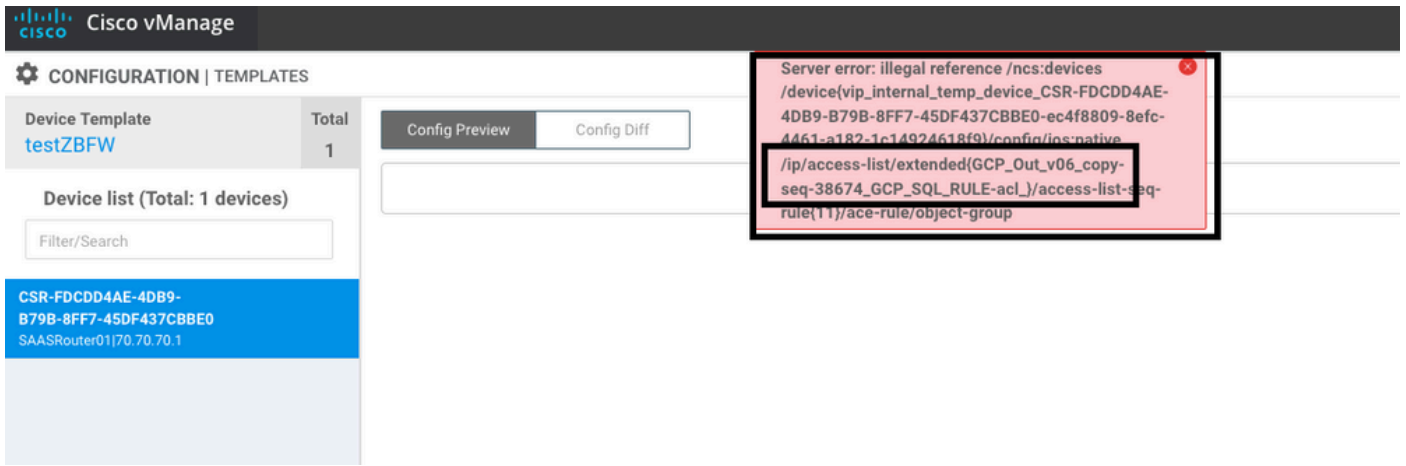 cisco
Cisco vManage
CONFIGURATION | TEMPLATES
Device Template
testZBFW
Total
1
Device list (Total: 1 devices)
Filter/Search
CSR-FDCDD4AE-4DB9-
B79B-8FF7-45DF437CBBE0
SAASRouter01|70.70.70.1
Config Preview
Config Diff
Server error: illegal reference /ncs:devices
/device{vip_internal_temp_device_CSR-FDCDD4AE-
4DB9-B79B-8FF7-45DF437CBBE0-ec4f8809-8efc-
4461-a182-1c14924618f9}/config/ios:native
/ip/access-list/extended{GCP_Out_v06_copy-
seq-38674_GCP_SQL_RULE-acl_}/access-list-seq-
rule{11}/ace-rule/object-group